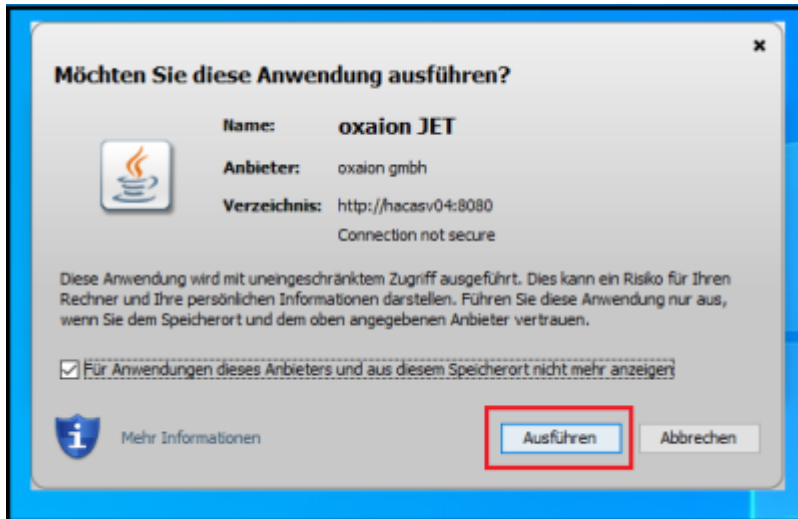 Möchten Sie diese Anwendung ausführen?
Name: oxaion JET
Anbieter: oxaion gmbh
Verzeichnis: http://hacasv04:8080
Connection not secure
Diese Anwendung wird mit uneingeschränktem Zugriff ausgeführt. Dies kann ein Risiko für Ihren
Rechner und Ihre persönlichen Informationen darstellen. Führen Sie diese Anwendung nur aus,
wenn Sie dem Speicherort und dem oben angegebenen Anbieter vertrauen.
Für Anwendungen dieses Anbieters und aus diesem Speicherort nicht mehr anzeigen
Mehr Informationen Ausführen Abbrechen